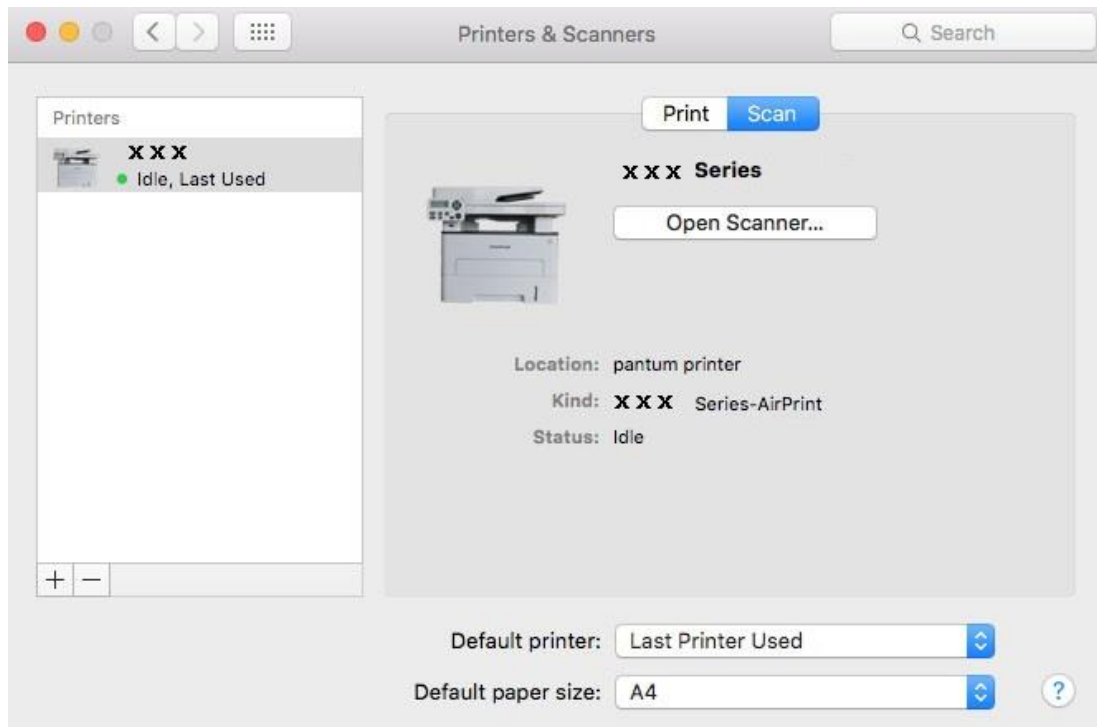 Printers & Scanners
Search
Printers
X X X
Idle, Last Used
Print Scan
X X X Series
Open Scanner...
Location: pantum printer
Kind: X X X Series-AirPrint
Status: Idle
+ −
Default printer: Last Printer Used
Default paper size: A4
?